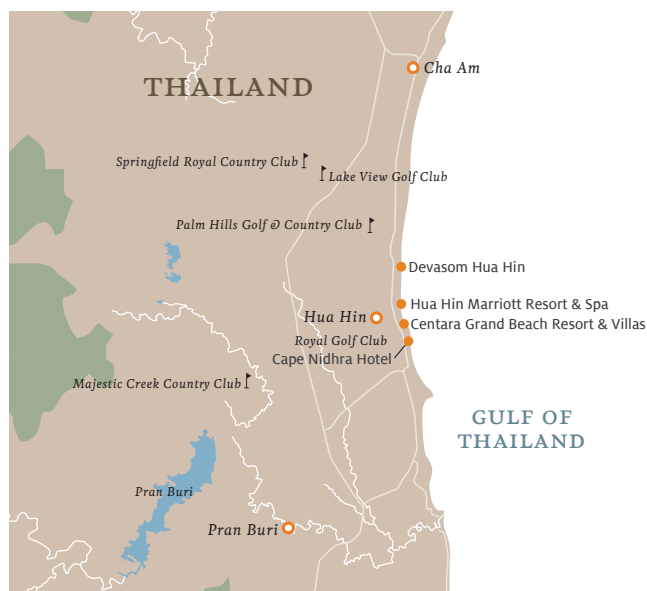 Cha Am
THAILAND
Springfield Royal Country Club
Lake View Golf Club
Palm Hills Golf & Country Club
Devasom Hua Hin
Hua Hin Marriott Resort & Spa
Hua Hin
Centara Grand Beach Resort & Villas
Royal Golf Club
Cape Nidhra Hotel
Majestic Creek Country Club
GULF OF
THAILAND
Pran Buri
Pran Buri